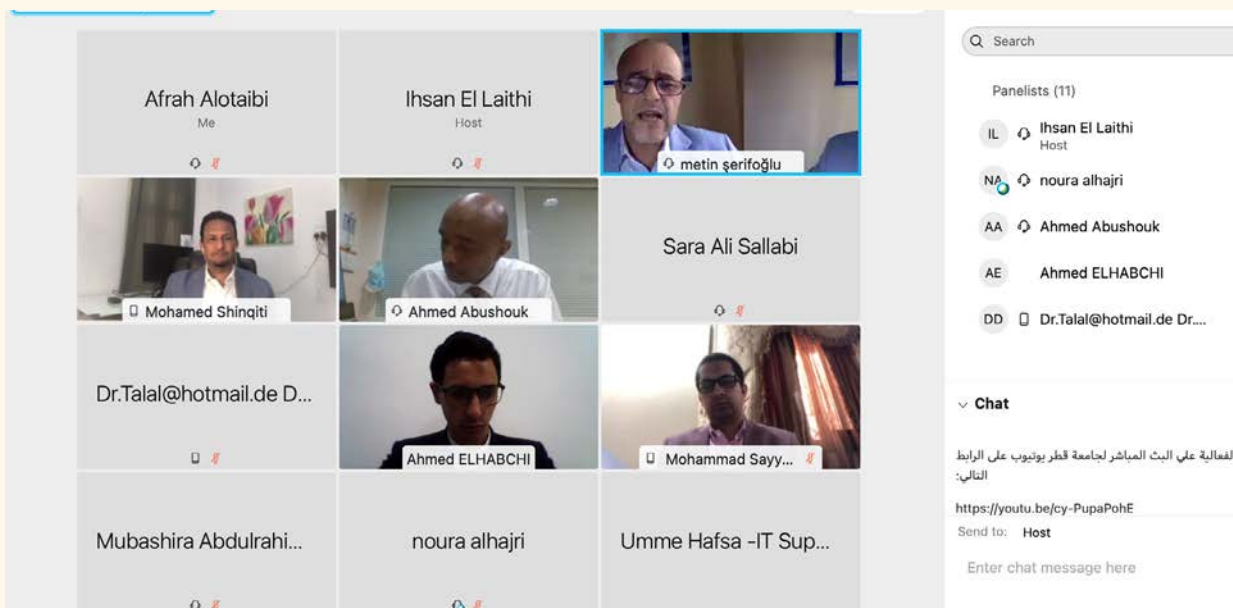 Afrah Alotaibi
Me
Ihsan El Laithi
Host
metin şerifoğlu
Mohamed Shinqiti
Ahmed Abushouk
Sara Ali Sallabi
Dr.Talal@hotmail.de D...
Ahmed ELHABCHI
Mohammad Sayy...
Mubashira Abdulrahi...
noura alhajri
Umme Hafsa -IT Sup...
Search
Panelists (11)
IL Ihsan El Laithi
Host
NA noura alhajri
AA Ahmed Abushouk
AE Ahmed ELHABCHI
DD Dr.Talal@hotmail.de Dr....
Chat
لفعالية علي البث المباشر لجامعة قطر يوتيوب على الرابط
التالي:
https://youtu.be/cy-PupaPohE
Send to: Host
Enter chat message here